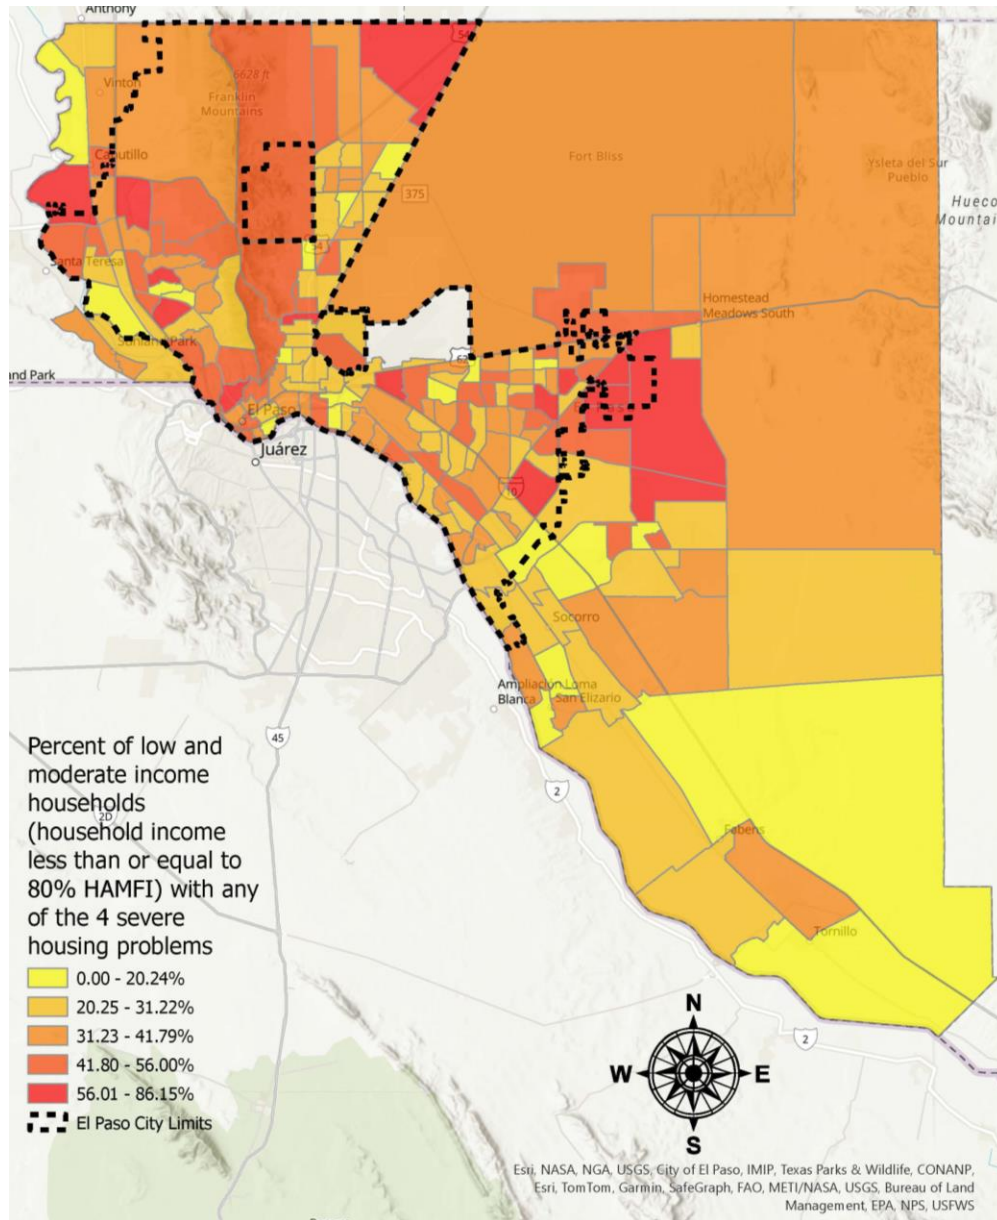 Anthony
54
6628 ft
Vinton
Franklin
Mountains
Canutillo
Fort Bliss
Ysleta del Sur
Pueblo
375
Hueco
Mountai
54
Santa Teresa
Homestead
Meadows South
Sunland Park
62
nd Park
El Paso
Juárez
10
Socorro
Ampliación Loma
Blanca
San Elizario
45
2
Percent of low and
moderate income
households
(household income
less than or equal to
80% HAMFI) with any
of the 4 severe
housing problems
2D
Fabens
Tornillo
0.00 - 20.24%
20.25 - 31.22%
31.23 - 41.79%
41.80 - 56.00%
56.01 - 86.15%
El Paso City Limits
N
W
E
S
2
Esri, NASA, NGA, USGS, City of El Paso, IMIP, Texas Parks & Wildlife, CONANP,
Esri, TomTom, Garmin, SafeGraph, FAO, METI/NASA, USGS, Bureau of Land
Management, EPA, NPS, USFWS